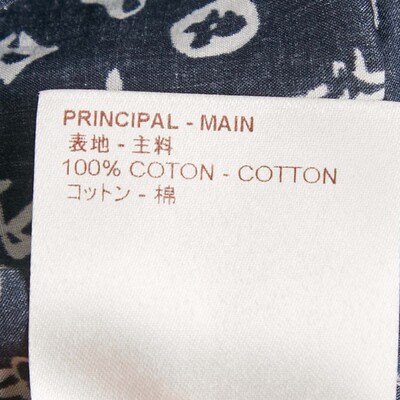 PRINCIPAL - MAIN
表地 - 主料
100% COTON - COTTON
コットン - 棉